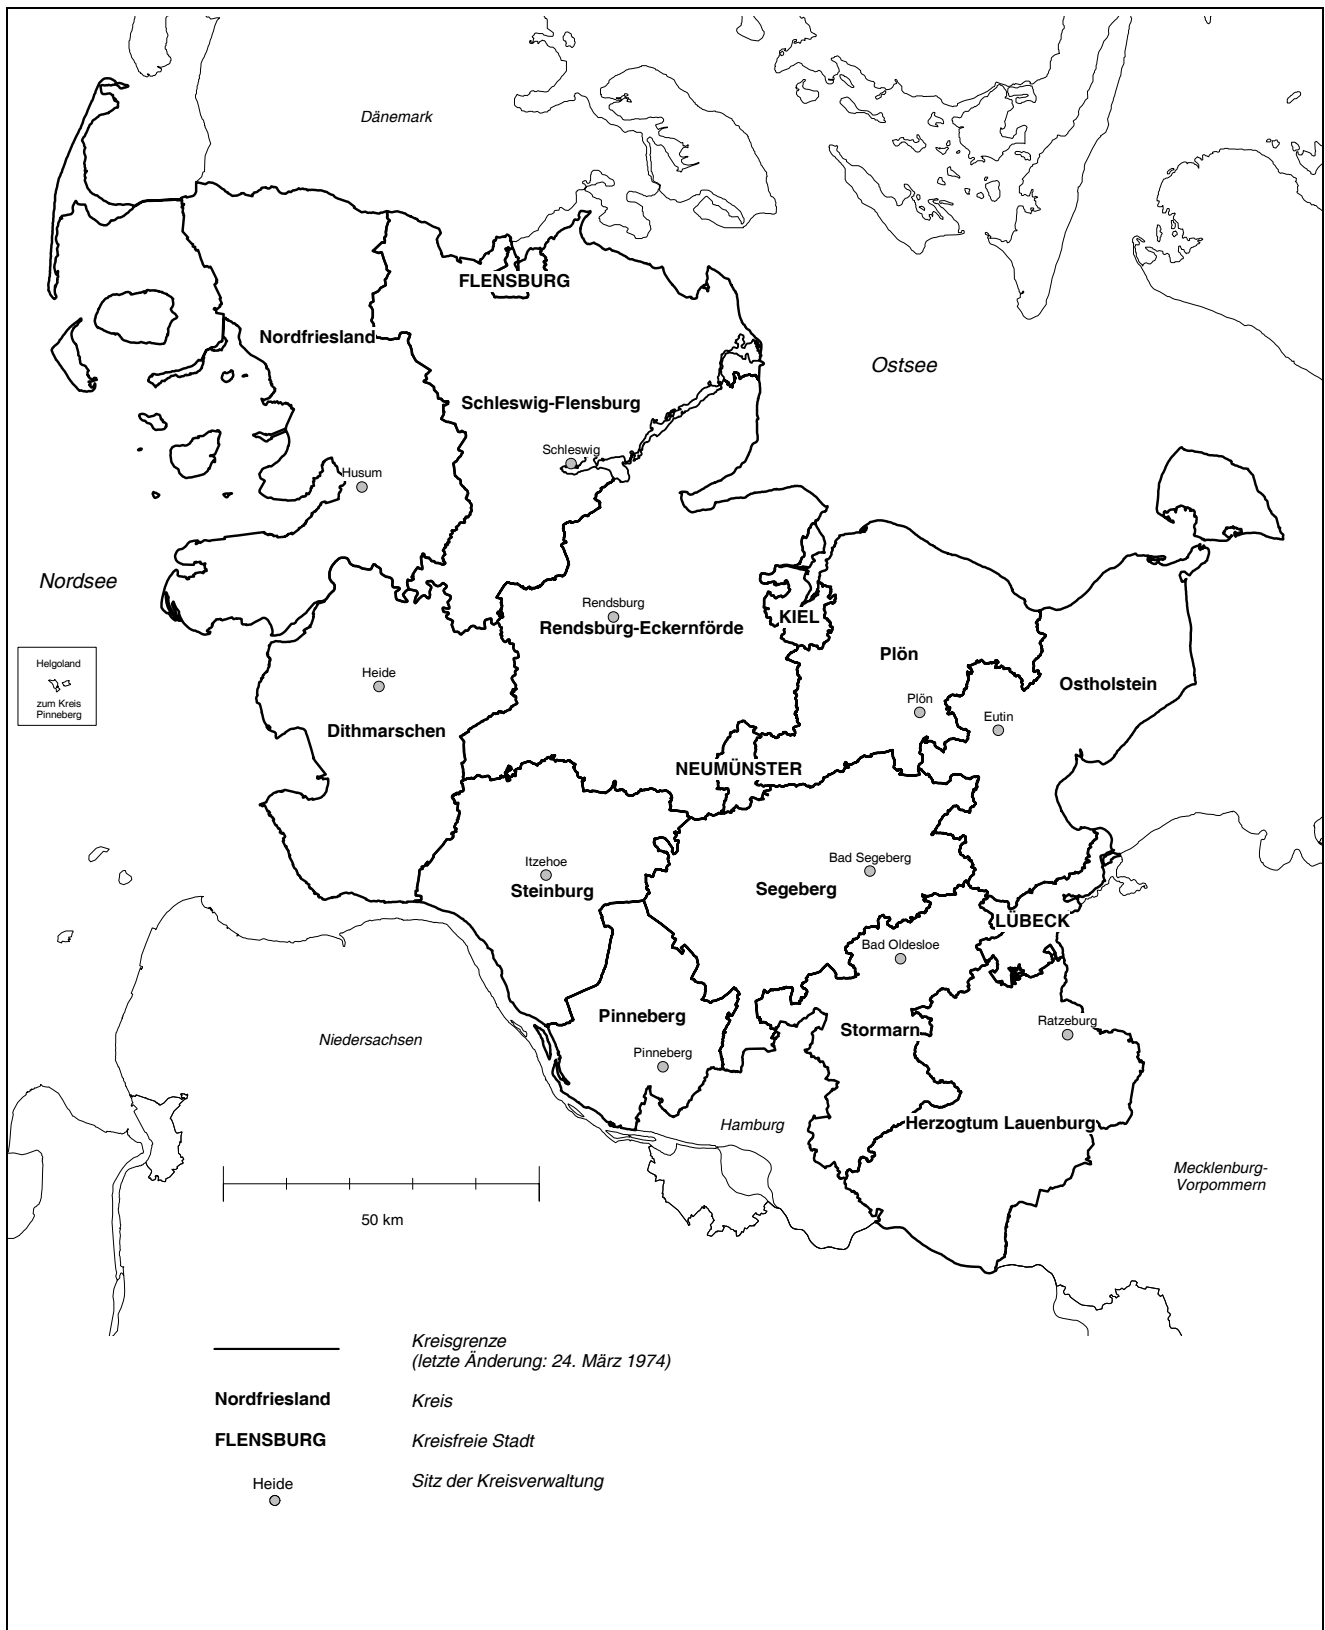 Dänemark
FLENSBURG
Nordfriesland
Ostsee
Schleswig-Flensburg
Schleswig
Husum
Nordsee
Rendsburg
Rendsburg-Eckernförde
KIEL
Plön
Helgoland
zum Kreis
Pinneberg
Heide
Ostholstein
Plön
Eutin
Dithmarschen
NEUMÜNSTER
Itzehoe
Steinburg
Bad Segeberg
Segeberg
LÜBECK
Bad Oldesloe
Pinneberg
Stormarn
Ratzeburg
Niedersachsen
Pinneberg
Hamburg
Herzogtum Lauenburg
Mecklenburg-
Vorpommern
50 km
Kreisgrenze
(letzte Änderung: 24. März 1974)
Nordfriesland Kreis
FLENSBURG Kreisfreie Stadt
Heide Sitz der Kreisverwaltung